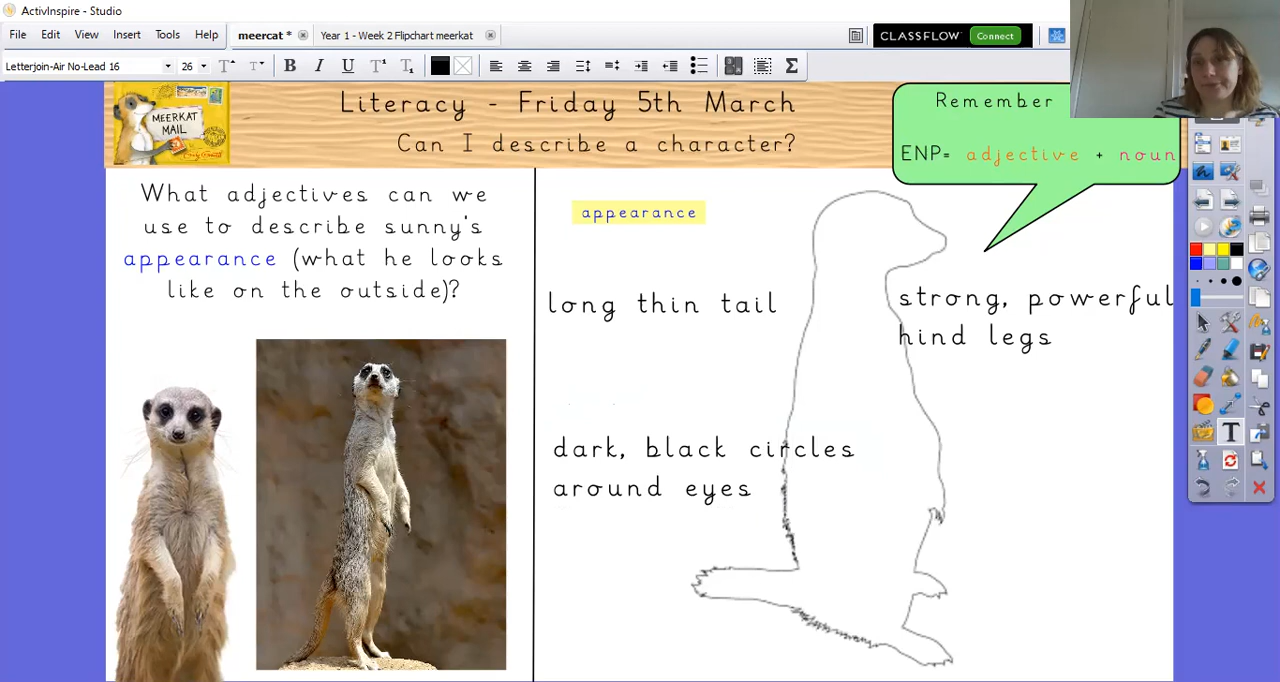 ActivInspire - Studio
File Edit View Insert Tools Help
meercat *
Year 1 - Week 2 Flipchart meerkat
CLASSFLOW Connect
Letterjoin-Air No-Lead 16
26
B I U T T
MEERKAT
MAIL
Literacy - Friday 5th March
Can I describe a character?
Remember
ENP= adjective + noun
What adjectives can we
use to describe sunny's
appearance (what he looks
like on the outside)?
appearance
long thin tail
strong, powerful
hind legs
dark, black circles
around eyes